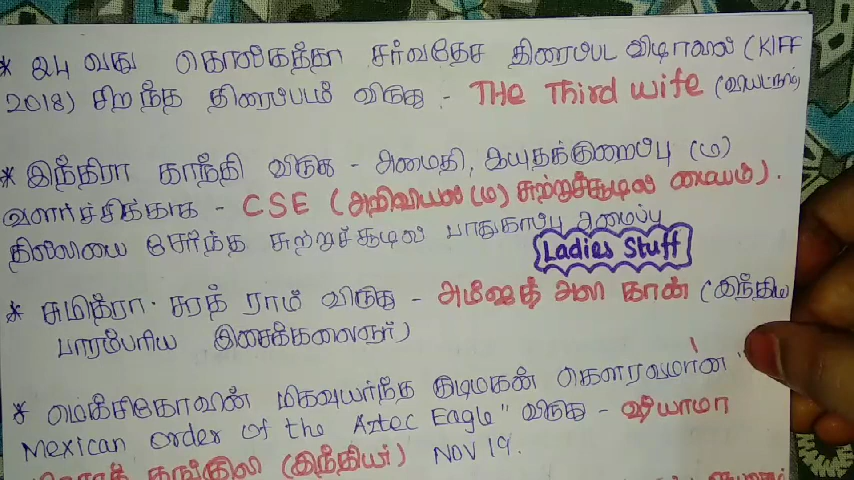 * 24 வது கொல்கத்தா சர்வதேச திரைப்பட விழாவில் (KIFF
2018) சிறந்த திரைப்படம் விருது - THe Third wife (வியட்நாம்)
* இந்திரா காந்தி விருது - அமைதி, ஆயுதக்குறைப்பு (ம)
வளர்ச்சிக்காக - CSE (அறிவியல் (ம) சுற்றுச்சூழல் மையம்).
தில்லியை சேர்ந்த சுற்றுச்சூழல் பாதுகாப்பு அமைப்பு
Ladies Stuff
* சுமித்ரா சரத் ராம் விருது - அம்ஜத் அலி கான் (இந்திய
பாரம்பரிய இசைக்கலைஞர்)
* மெக்சிகோவின் மிகவுயர்ந்த குடிமகன் கௌரவமான "
Mexican order of the Aztec Eagle" விருது - ஷியாமா
(இந்தியர்) NOV 19.